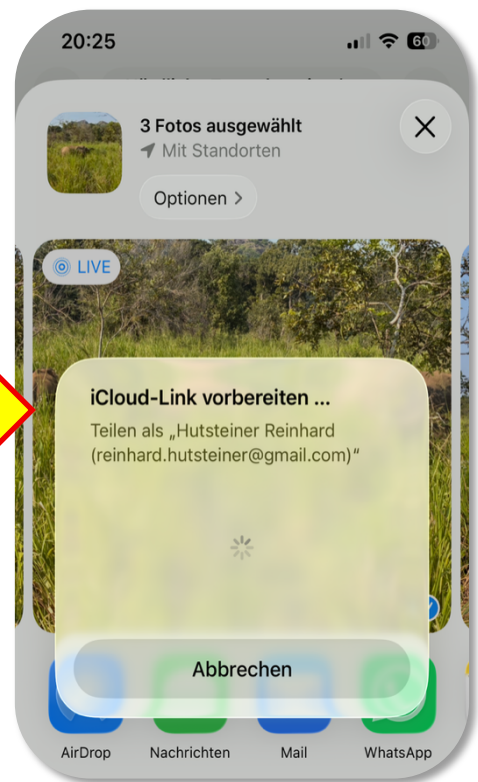 20:25
60
3 Fotos ausgewählt
Mit Standorten
Optionen >
LIVE
iCloud-Link vorbereiten ...
Teilen als „Hutsteiner Reinhard
(reinhard.hutsteiner@gmail.com)“
Abbrechen
AirDrop Nachrichten Mail WhatsApp